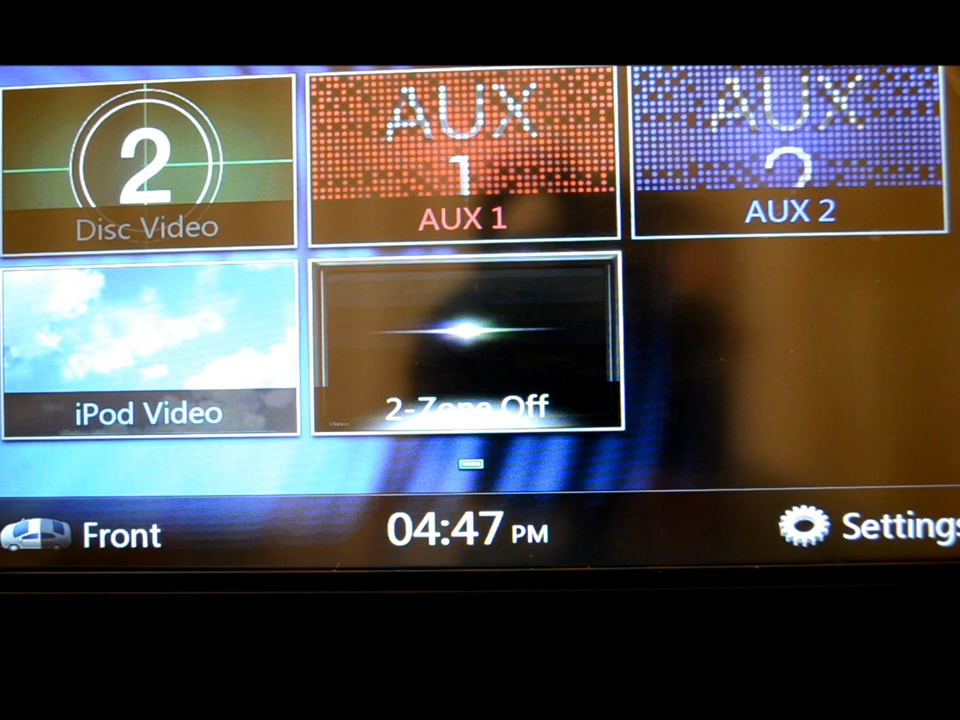 2
Disc Video
AUX
1
AUX 1
AUX
2
AUX 2
iPod Video
2-Zone Off
Front
04:47 PM
Settings